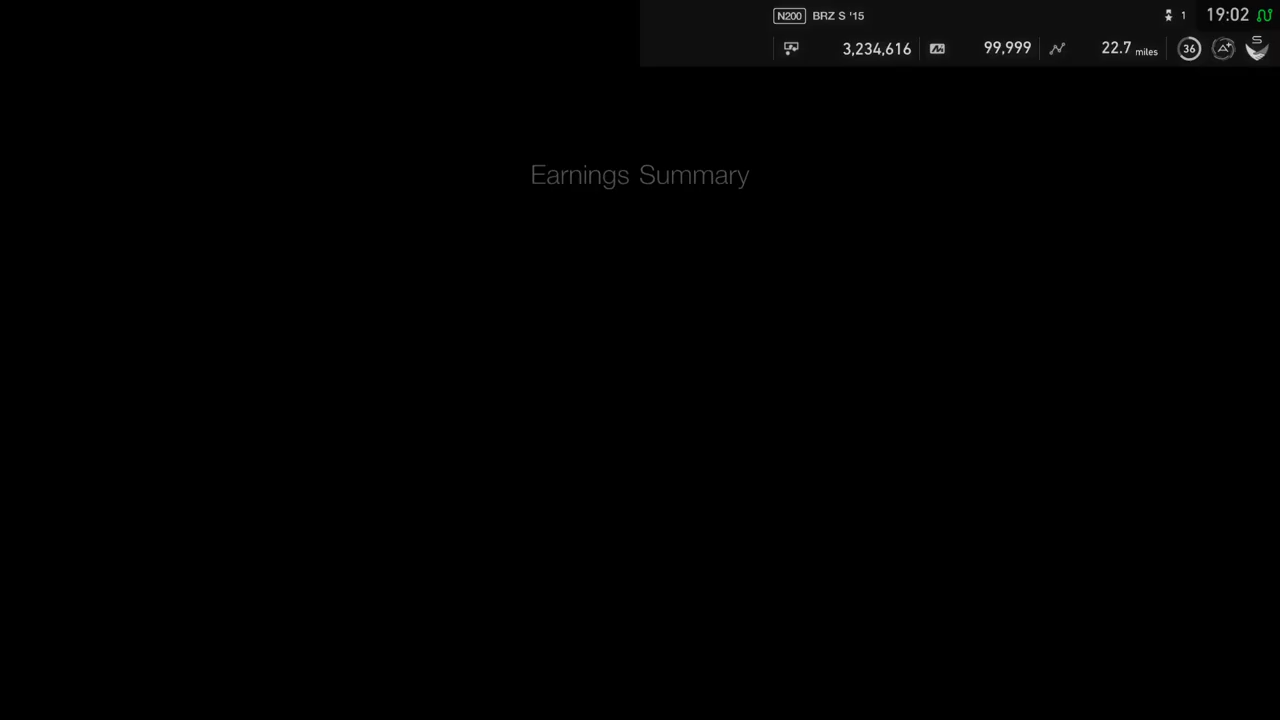 N200 BRZ S '15 1 19:02
3,234,616 99,999 22.7 miles 36 A+ S
Earnings Summary